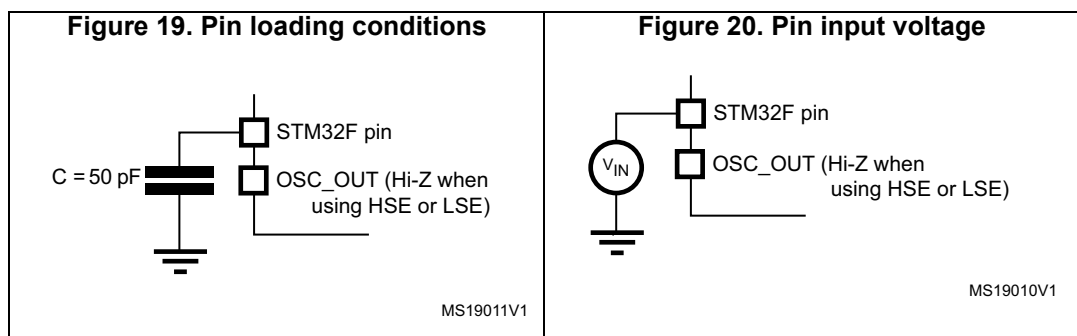 Figure 19. Pin loading conditions
STM32F pin
C = 50 pF
OSC_OUT (Hi-Z when
using HSE or LSE)
MS19011V1
Figure 20. Pin input voltage
STM32F pin
VIN
OSC_OUT (Hi-Z when
using HSE or LSE)
MS19010V1